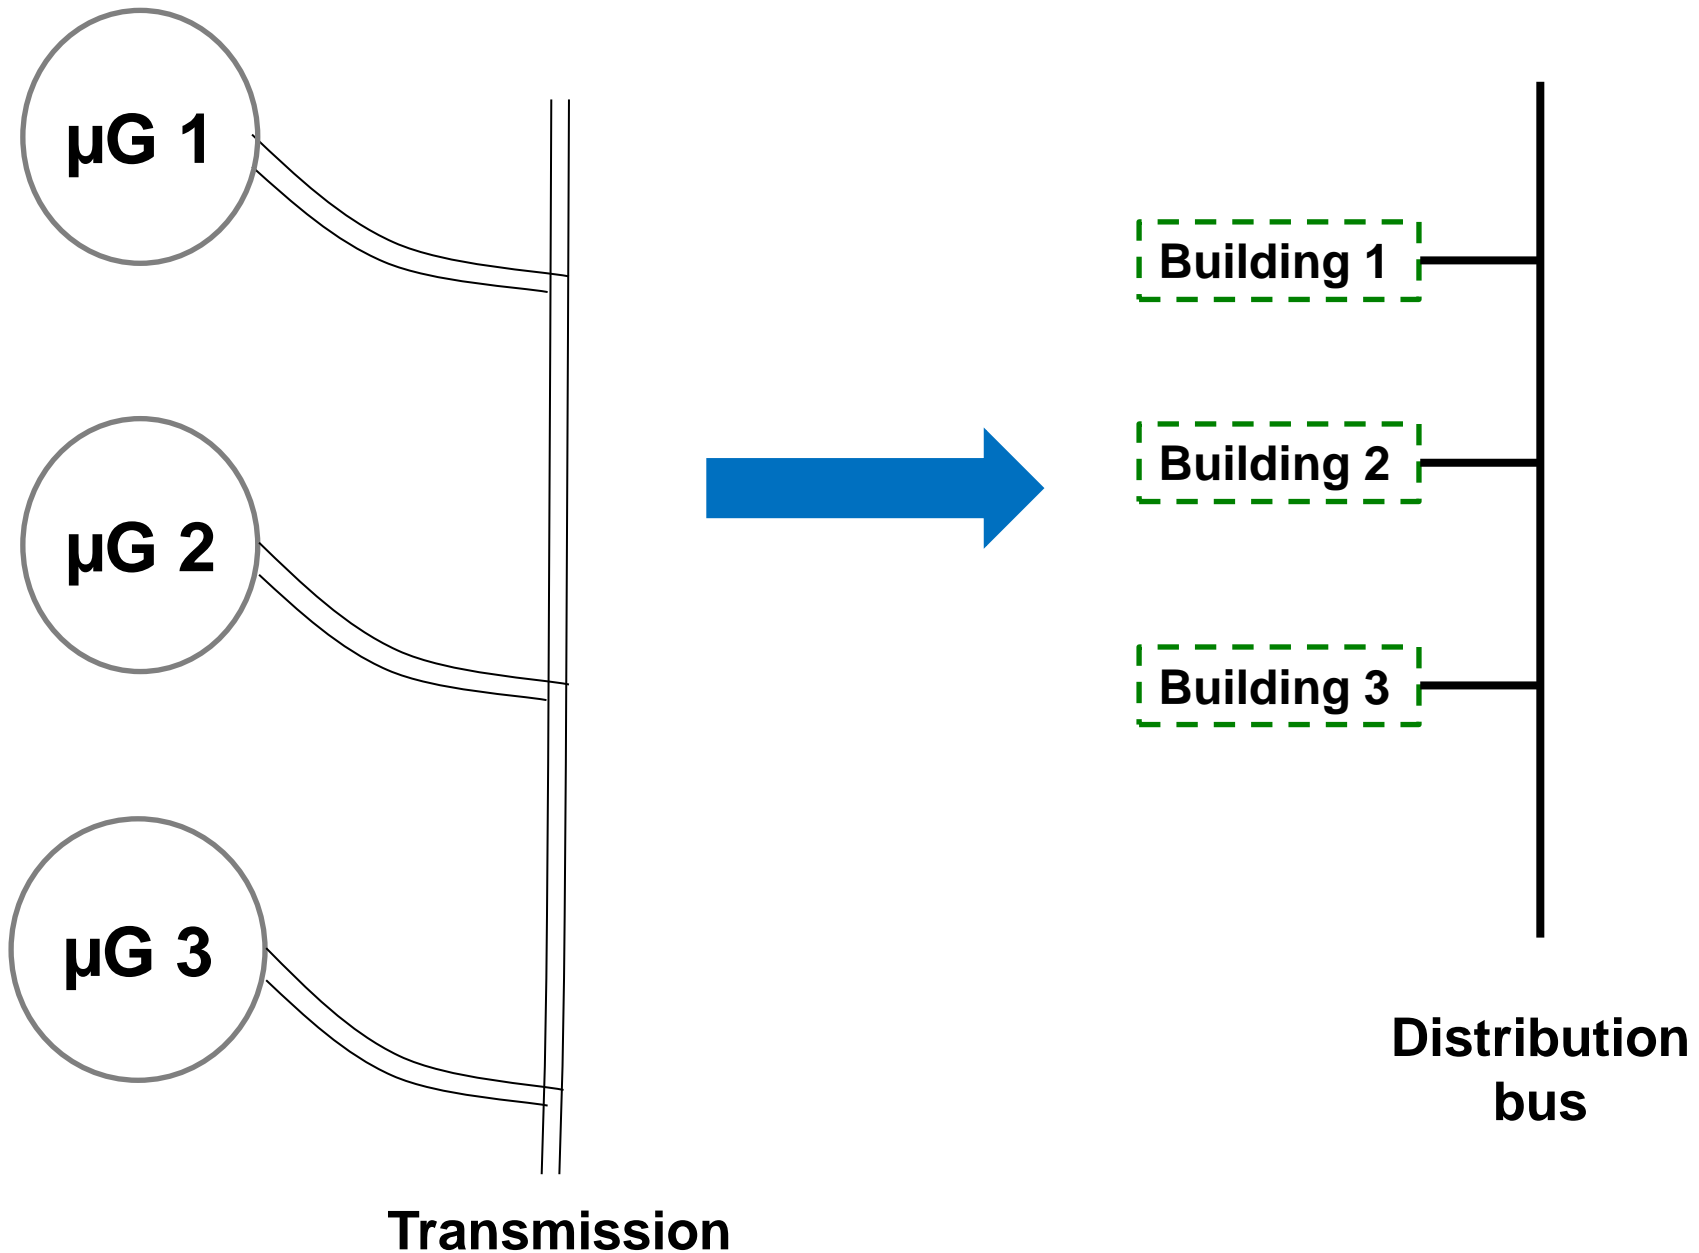 µG 1
µG 2
µG 3
Transmission
Building 1
Building 2
Building 3
Distribution
bus